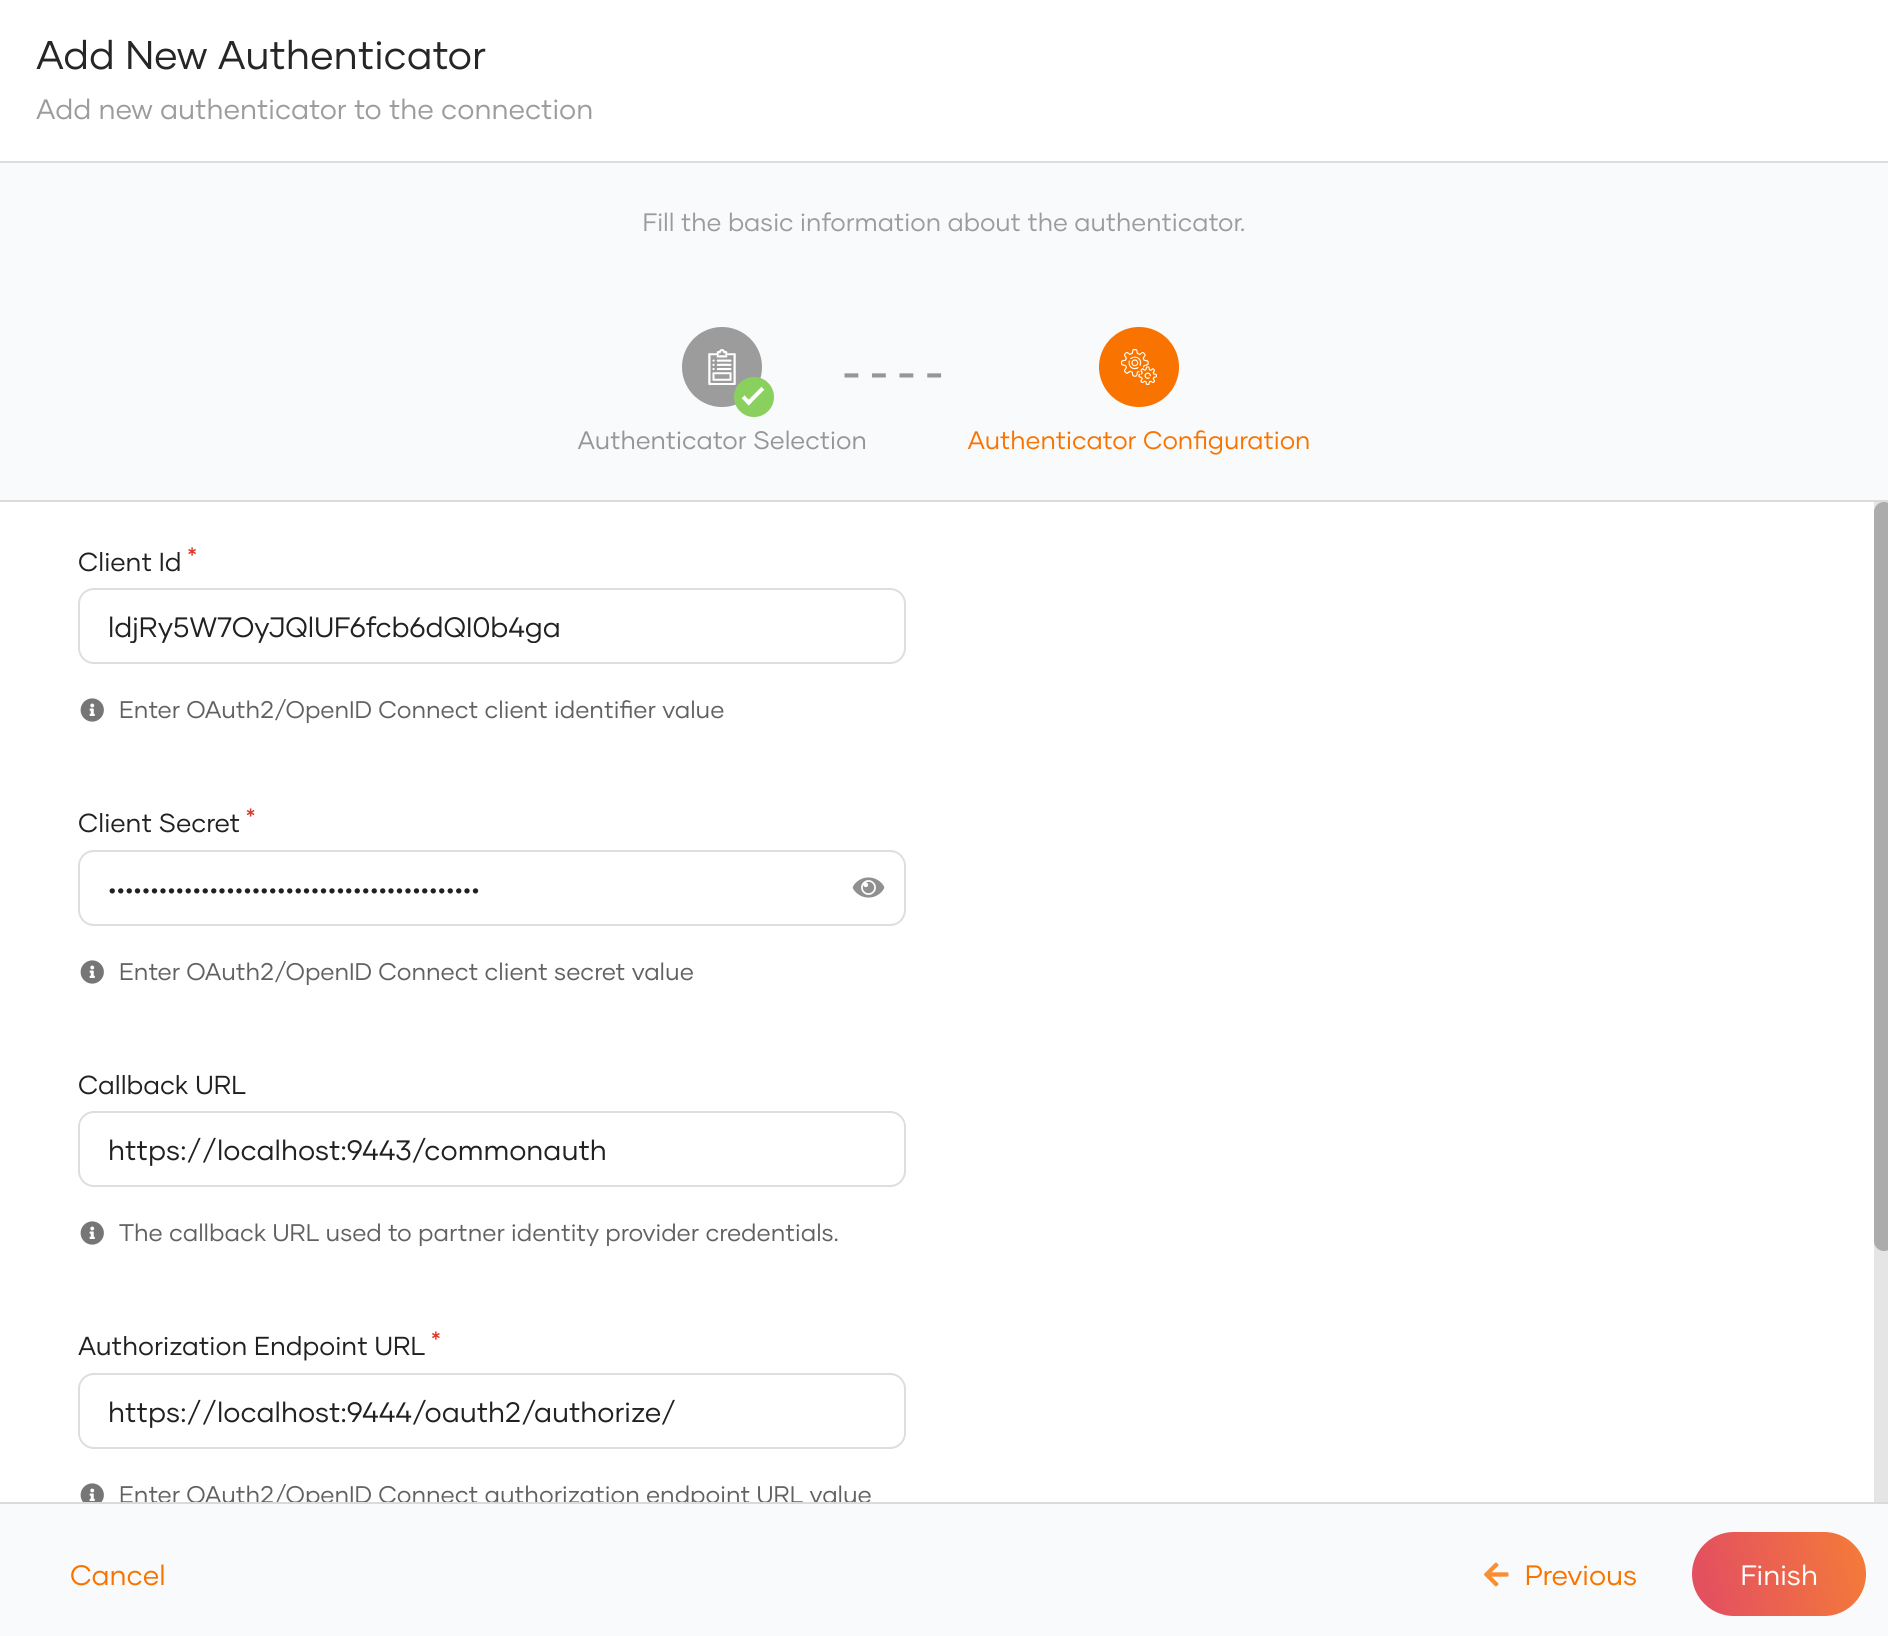 Add New Authenticator
Add new authenticator to the connection
Fill the basic information about the authenticator.
Authenticator Selection
Authenticator Configuration
Client Id *
ldjRy5W7OyJQlUF6fcb6dQI0b4ga
Enter OAuth2/OpenID Connect client identifier value
Client Secret *
Enter OAuth2/OpenID Connect client secret value
Callback URL
https://localhost:9443/commonauth
The callback URL used to partner identity provider credentials.
Authorization Endpoint URL *
https://localhost:9444/oauth2/authorize/
Enter OAuth2/OpenID Connect authorization endpoint URL value
Cancel
Previous
Finish